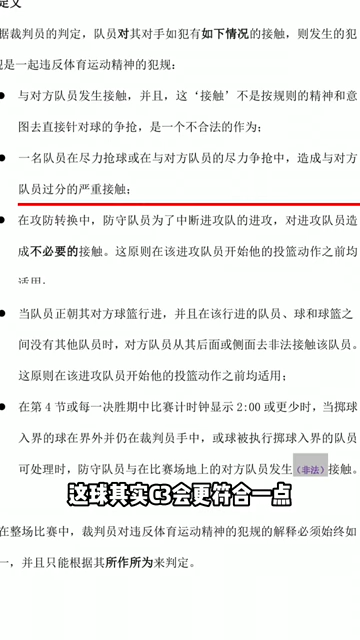 定义
据裁判员的判定，队员对其对手如犯有如下情况的接触，则发生的犯
规是一起违反体育运动精神的犯规：
● 与对方队员发生接触，并且，这‘接触’不是按规则的精神和意
图去直接针对球的争抢，是一个不合法的作为；
● 一名队员在尽力抢球或在与对方队员的尽力争抢中，造成与对方
队员过分的严重接触；
● 在攻防转换中，防守队员为了中断进攻队的进攻，对进攻队员造
成不必要的接触。这原则在该进攻队员开始他的投篮动作之前均
适用；
● 当队员正朝其对方球篮行进，并且在该行进的队员、球和球篮之
间没有其他队员时，对方队员从其后面或侧面去非法接触该队员。
这原则在该进攻队员开始他的投篮动作之前均适用；
● 在第 4 节或每一决胜期中比赛计时钟显示 2:00 或更少时，当掷球
入界的球在界外并仍在裁判员手中，或球被执行掷球入界的队员
可处理时，防守队员与在比赛场地上的对方队员发生（非法）接触。
这球其实C3会更符合一点
在整场比赛中，裁判员对违反体育运动精神的犯规的解释必须始终如
一，并且只能根据其所作所为来判定。